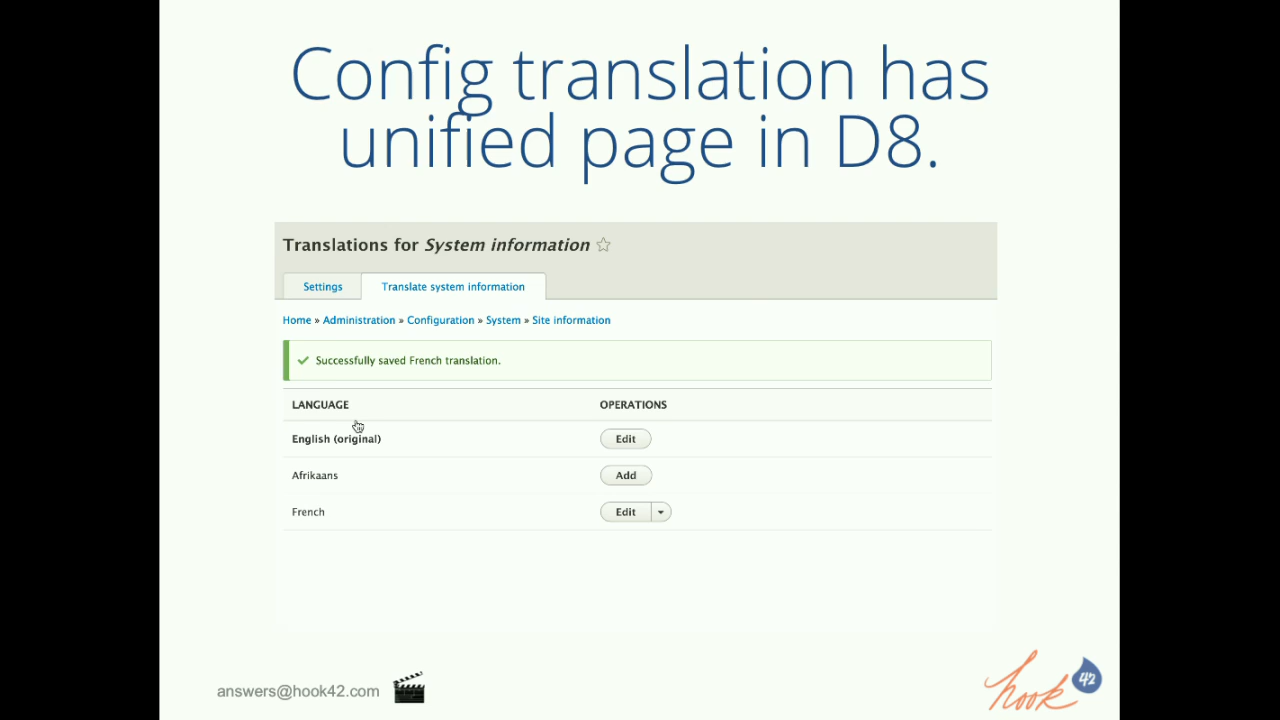 Config translation has
unified page in D8.
Translations for System information
Settings
Translate system information
Home » Administration » Configuration » System » Site information
Successfully saved French translation.
LANGUAGE
OPERATIONS
English (original)
Edit
Afrikaans
Add
French
Edit
answers@hook42.com
hook 42